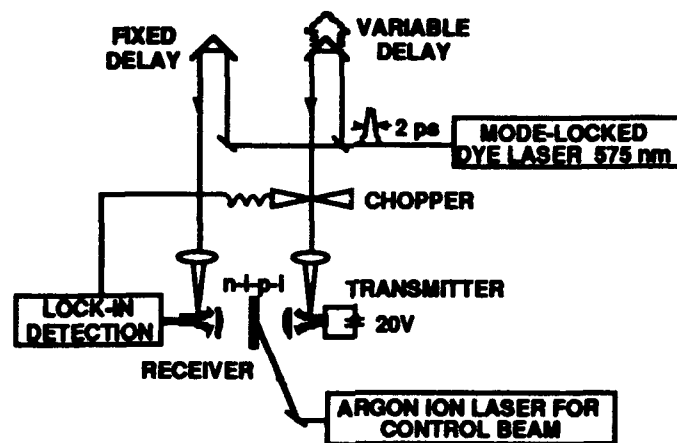 FIXED
DELAY
VARIABLE
DELAY
2 ps
MODE-LOCKED
DYE LASER 575 nm
CHOPPER
n-i-p-i
TRANSMITTER
LOCK-IN
DETECTION
20V
RECEIVER
ARGON ION LASER FOR
CONTROL BEAM